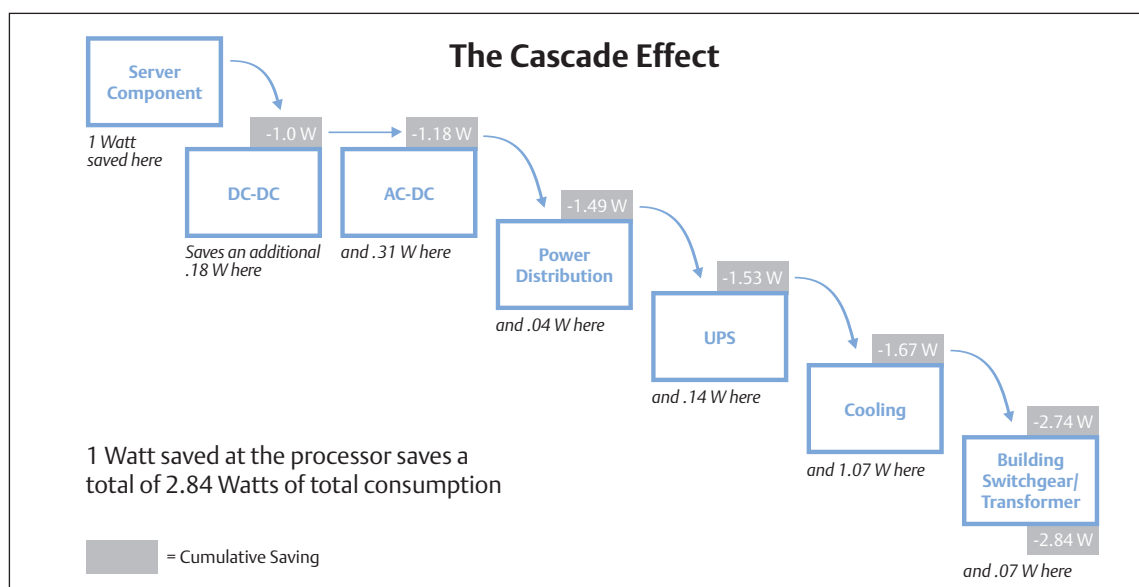 The Cascade Effect
Server
Component
1 Watt
saved here
-1.0 W
DC-DC
Saves an additional
.18 W here
-1.18 W
AC-DC
and .31 W here
-1.49 W
Power
Distribution
and .04 W here
-1.53 W
UPS
and .14 W here
-1.67 W
Cooling
and 1.07 W here
-2.74 W
Building
Switchgear/
Transformer
-2.84 W
and .07 W here
1 Watt saved at the processor saves a
total of 2.84 Watts of total consumption
= Cumulative Saving